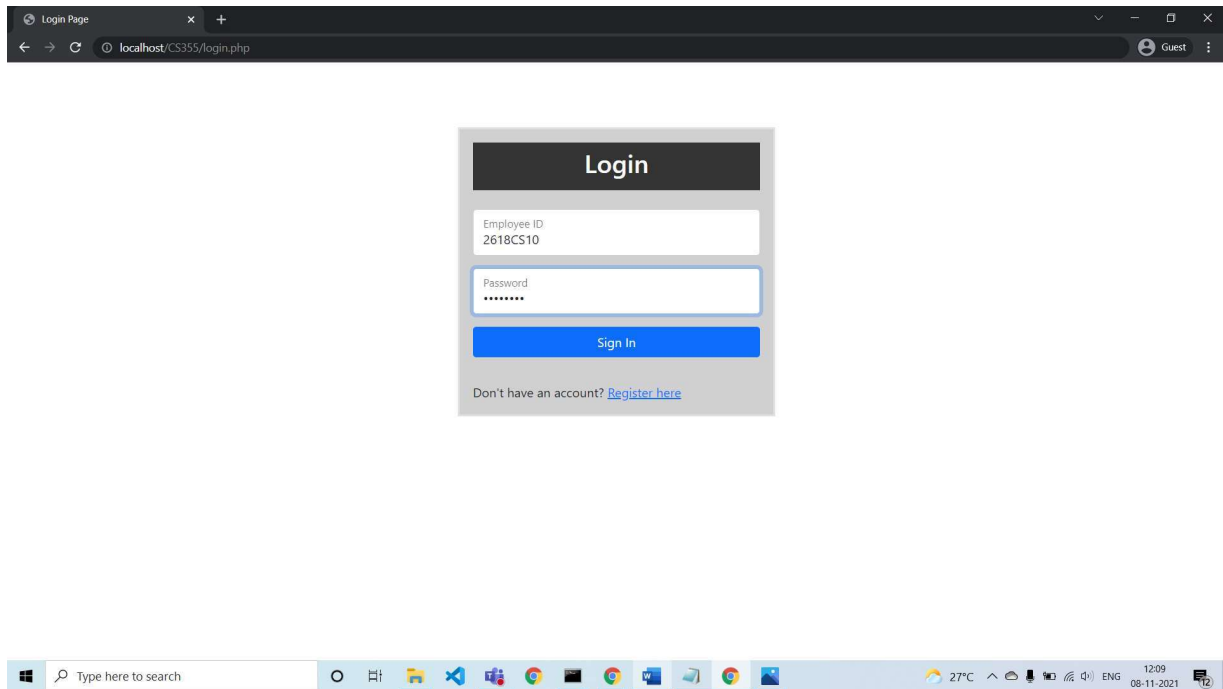 Login Page
localhost/CS355/login.php
Guest
Login
Employee ID
2618CS10
Password
••••••••
Sign In
Don't have an account? Register here
Type here to search
27°C
ENG
12:09
08-11-2021
12